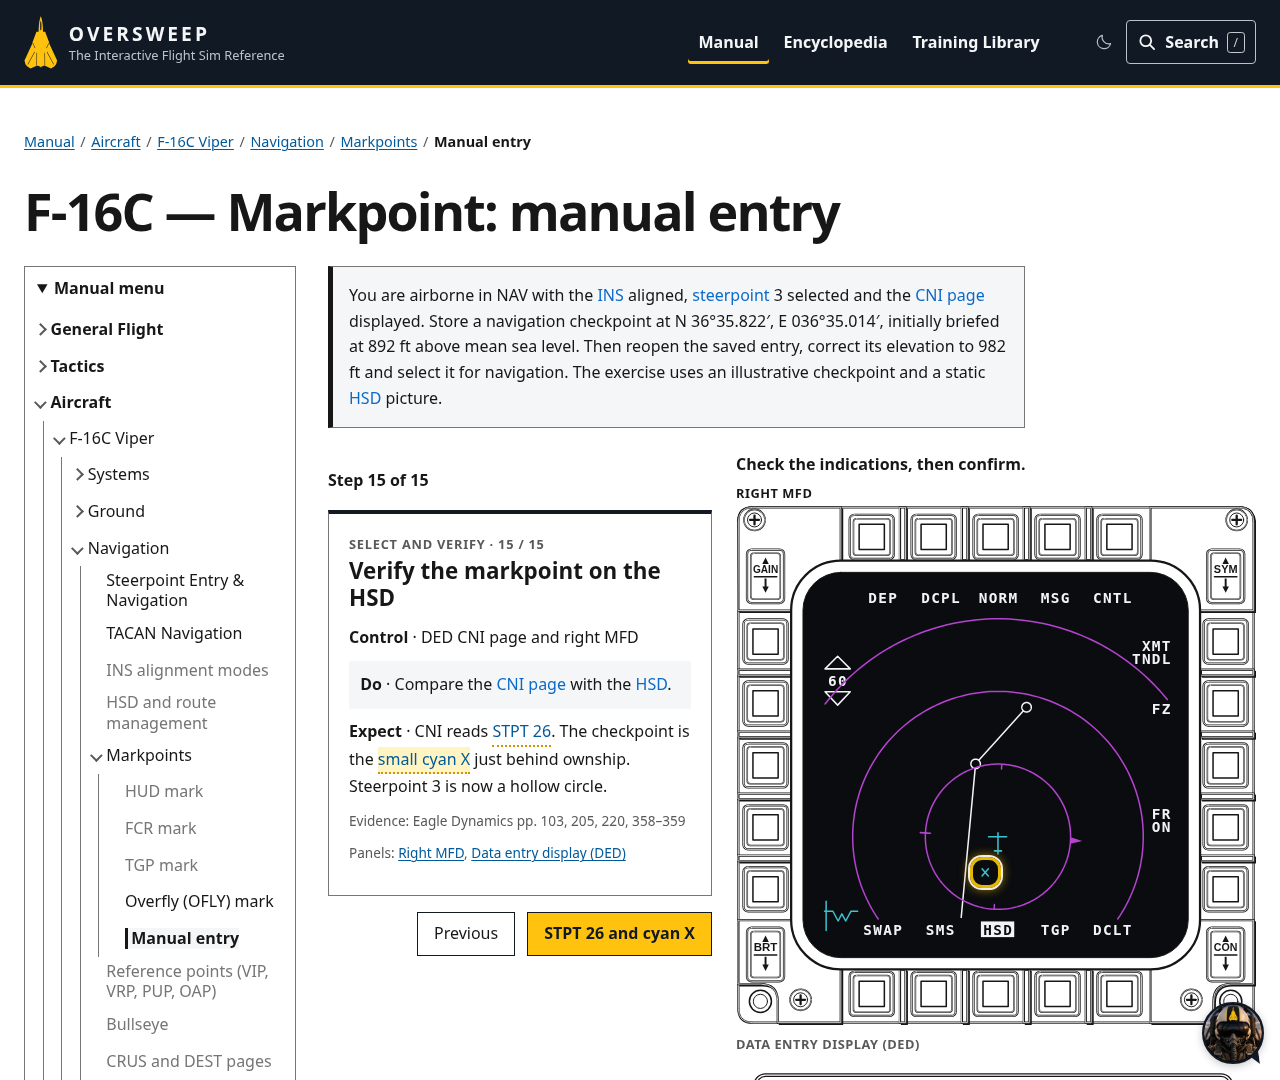 OVERSWEEP
The Interactive Flight Sim Reference
Manual
Encyclopedia
Training Library
Search /
Manual / Aircraft / F-16C Viper / Navigation / Markpoints / Manual entry
F-16C — Markpoint: manual entry
Manual menu
General Flight
Tactics
Aircraft
F-16C Viper
Systems
Ground
Navigation
Steerpoint Entry &
Navigation
TACAN Navigation
INS alignment modes
HSD and route
management
Markpoints
HUD mark
FCR mark
TGP mark
Overfly (OFLY) mark
Manual entry
Reference points (VIP,
VRP, PUP, OAP)
Bullseye
CRUS and DEST pages
You are airborne in NAV with the INS aligned, steerpoint 3 selected and the CNI page
displayed. Store a navigation checkpoint at N 36°35.822′, E 036°35.014′, initially briefed
at 892 ft above mean sea level. Then reopen the saved entry, correct its elevation to 982
ft and select it for navigation. The exercise uses an illustrative checkpoint and a static
HSD picture.
Step 15 of 15
SELECT AND VERIFY · 15 / 15
Verify the markpoint on the
HSD
Control · DED CNI page and right MFD
Do · Compare the CNI page with the HSD.
Expect · CNI reads STPT 26. The checkpoint is
the small cyan X just behind ownship.
Steerpoint 3 is now a hollow circle.
Evidence: Eagle Dynamics pp. 103, 205, 220, 358–359
Panels: Right MFD, Data entry display (DED)
Previous
STPT 26 and cyan X
Check the indications, then confirm.
RIGHT MFD
GAIN
SYM
DEP DCPL NORM MSG CNTL
XMT
TNDL
60
FZ
FR
ON
SWAP SMS HSD TGP DCLT
BRT
CON
DATA ENTRY DISPLAY (DED)